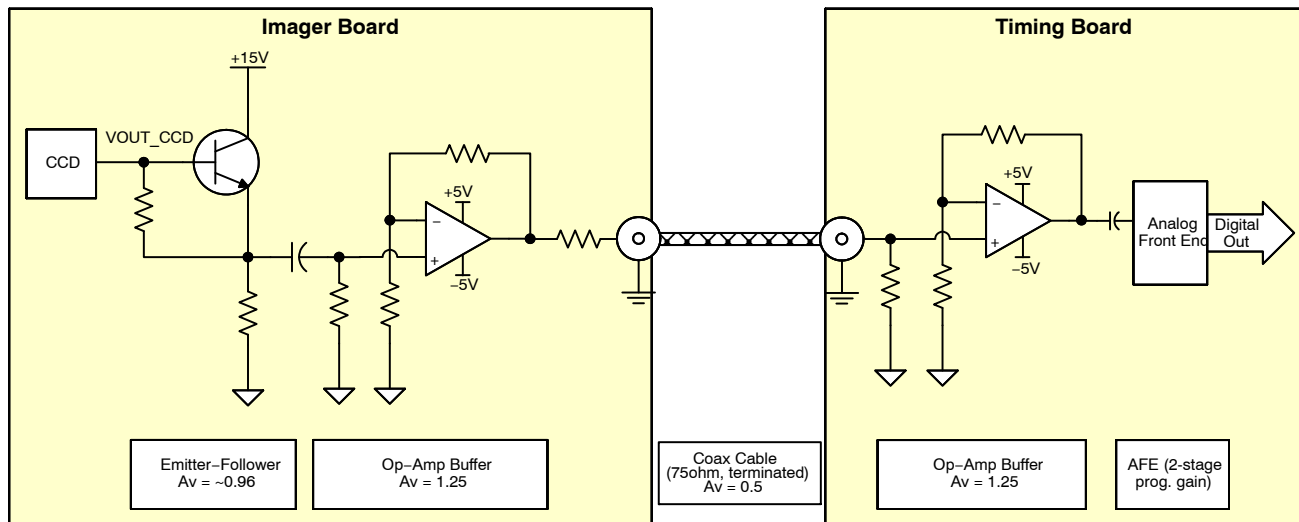 Imager Board
Timing Board
+15V
VOUT_CCD
CCD
+5V
−
+
−5V
+5V
−
+
−5V
Analog
Front End
Digital
Out
Emitter−Follower
Av = ~0.96
Op−Amp Buffer
Av = 1.25
Coax Cable
(75ohm, terminated)
Av = 0.5
Op−Amp Buffer
Av = 1.25
AFE (2-stage
prog. gain)